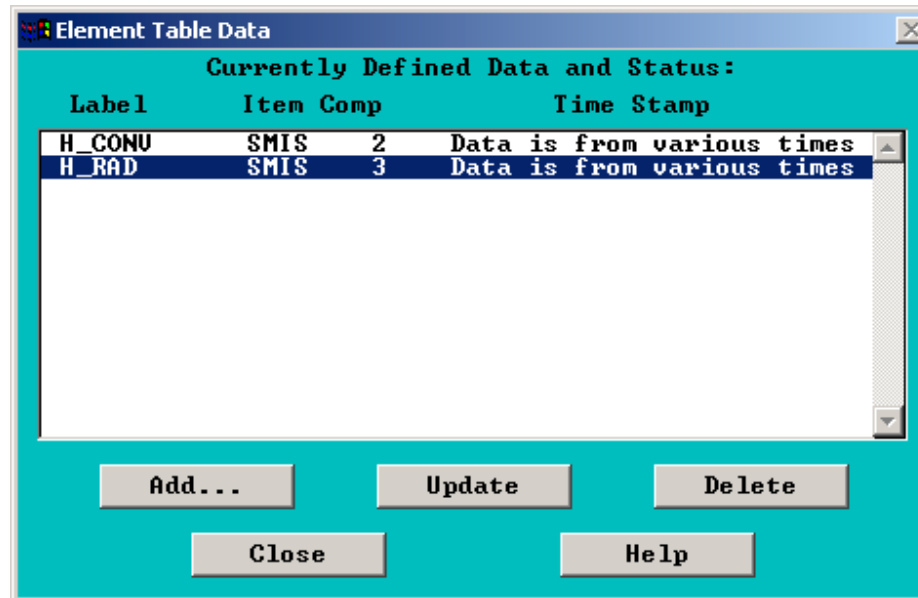 Element Table Data
Currently Defined Data and Status:
Label Item Comp Time Stamp
H_CONV SMIS 2 Data is from various times
H_RAD SMIS 3 Data is from various times
Add... Update Delete
Close Help